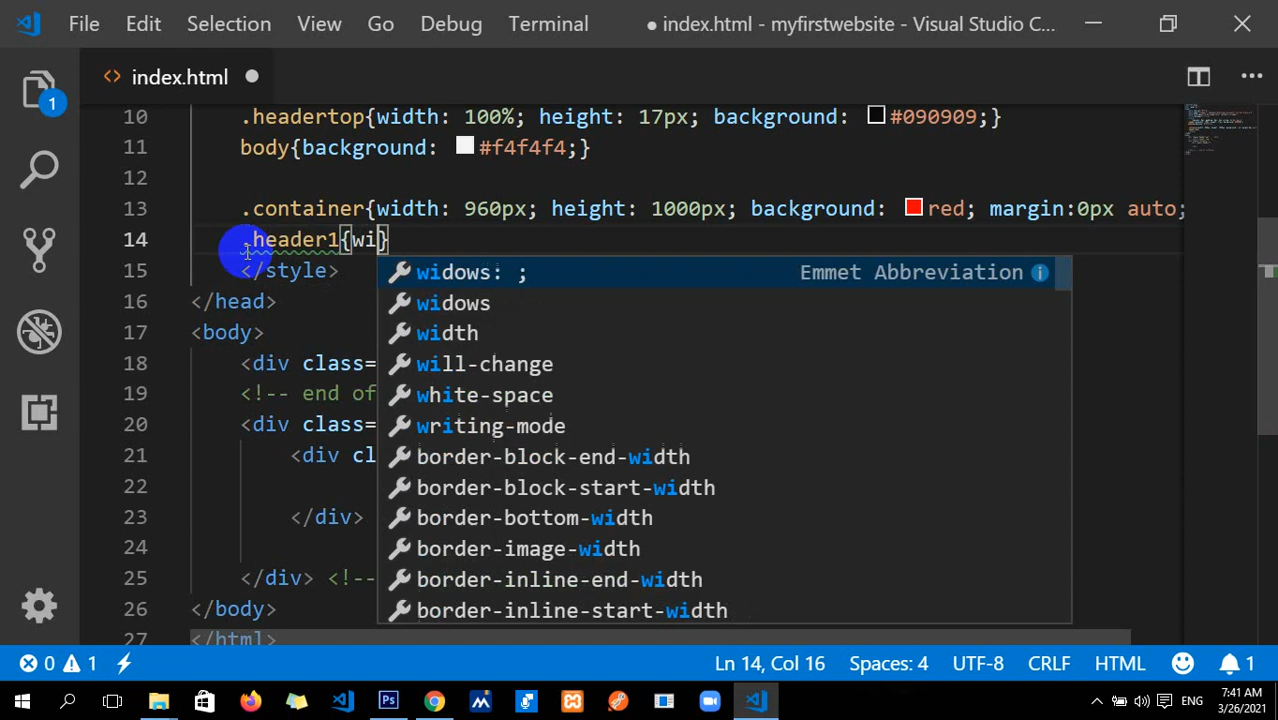 File Edit Selection View Go Debug Terminal ● index.html - myfirstwebsite - Visual Studio C...
index.html
1
10 .headertop{width: 100%; height: 17px; background: #090909;}
11 body{background: #f4f4f4;}
12
13 .container{width: 960px; height: 1000px; background: red; margin:0px auto;
14 .header1{wi}
15 </style>
widows: ; Emmet Abbreviation
16 </head>
widows
17 <body>
width
18 <div class=
will-change
19 <!-- end of
white-space
20 <div class=
writing-mode
21 <div cl
border-block-end-width
22
border-block-start-width
23 </div>
border-bottom-width
24
border-image-width
25 </div> <!--
border-inline-end-width
26 </body>
border-inline-start-width
27 </html>
0 1 Ln 14, Col 16 Spaces: 4 UTF-8 CRLF HTML 1
ENG 7:41 AM
3/26/2021